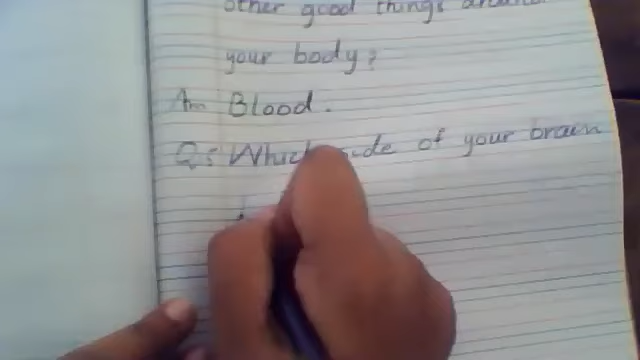 other good things around
your body?
Ans Blood.
Q5 Which side of your brain